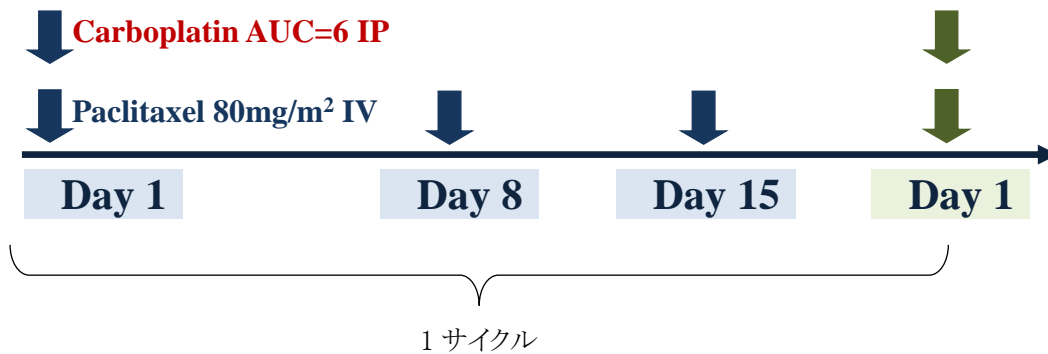 Carboplatin AUC=6 IP
Paclitaxel 80mg/m² IV
Day 1 Day 8 Day 15 Day 1
1 サイクル